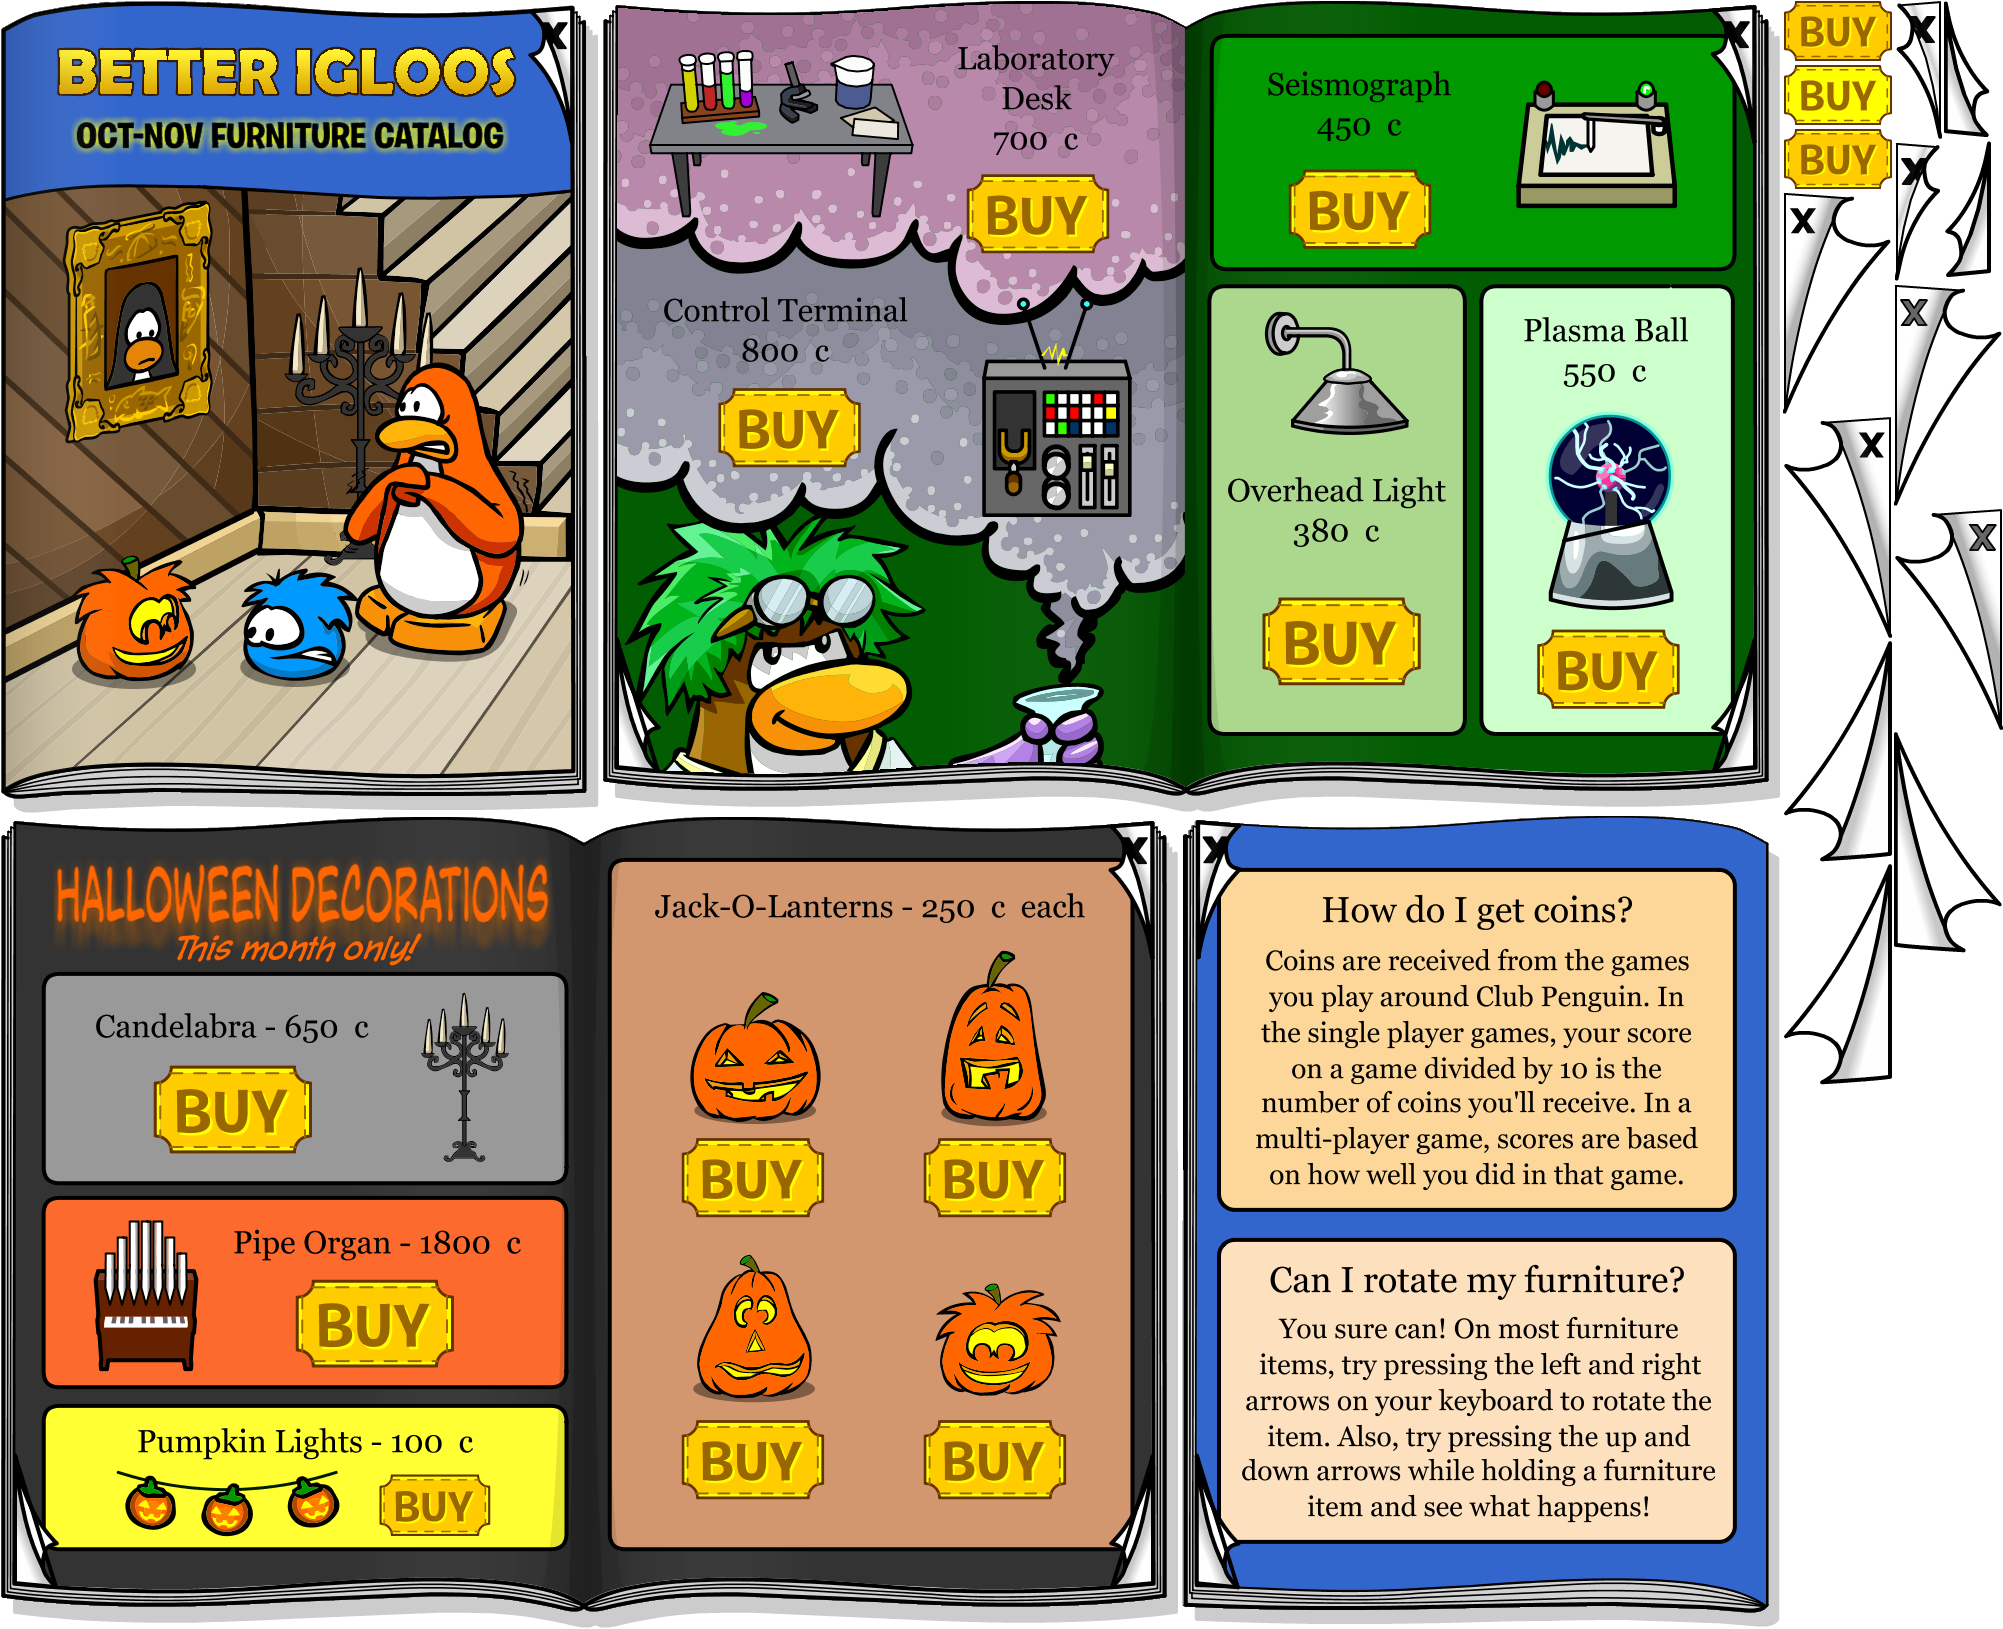 BETTER IGLOOS
OCT-NOV FURNITURE CATALOG
X
Laboratory
Desk
700 c
BUY
Control Terminal
800 c
BUY
X
Seismograph
450 c
BUY
Overhead Light
380 c
BUY
Plasma Ball
550 c
BUY
BUY
BUY
BUY
X
X
X
X
X
X
HALLOWEEN DECORATIONS
This month only!
Candelabra - 650 c
BUY
Pipe Organ - 1800 c
BUY
Pumpkin Lights - 100 c
BUY
X
Jack-O-Lanterns - 250 c each
BUY
BUY
BUY
BUY
X
How do I get coins?
Coins are received from the games
you play around Club Penguin. In
the single player games, your score
on a game divided by 10 is the
number of coins you'll receive. In a
multi-player game, scores are based
on how well you did in that game.
Can I rotate my furniture?
You sure can! On most furniture
items, try pressing the left and right
arrows on your keyboard to rotate the
item. Also, try pressing the up and
down arrows while holding a furniture
item and see what happens!